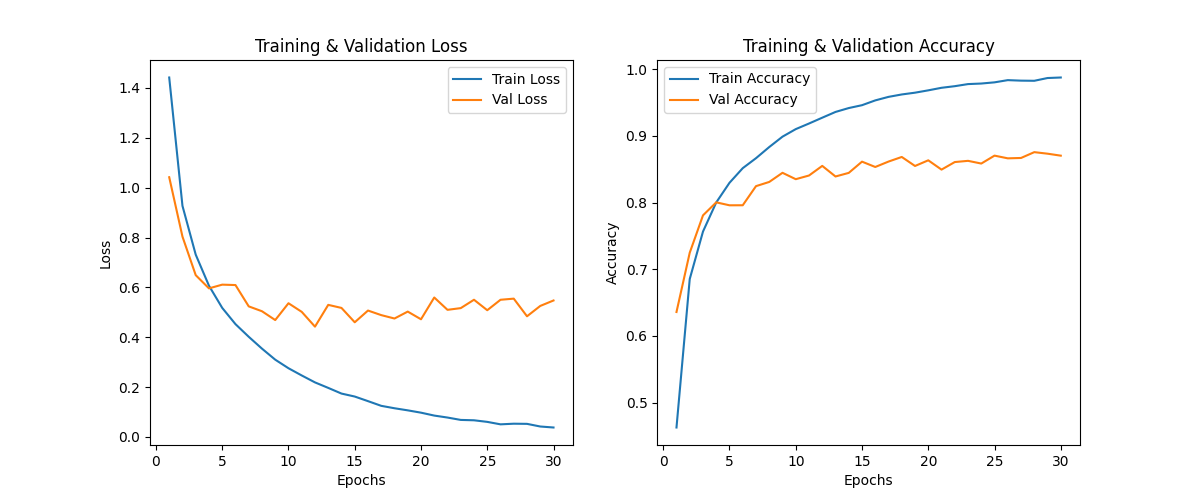 Training & Validation Loss
Train Loss
Val Loss
Loss
1.4
1.2
1.0
0.8
0.6
0.4
0.2
0.0
0 5 10 15 20 25 30
Epochs
Training & Validation Accuracy
Train Accuracy
Val Accuracy
Accuracy
1.0
0.9
0.8
0.7
0.6
0.5
0 5 10 15 20 25 30
Epochs